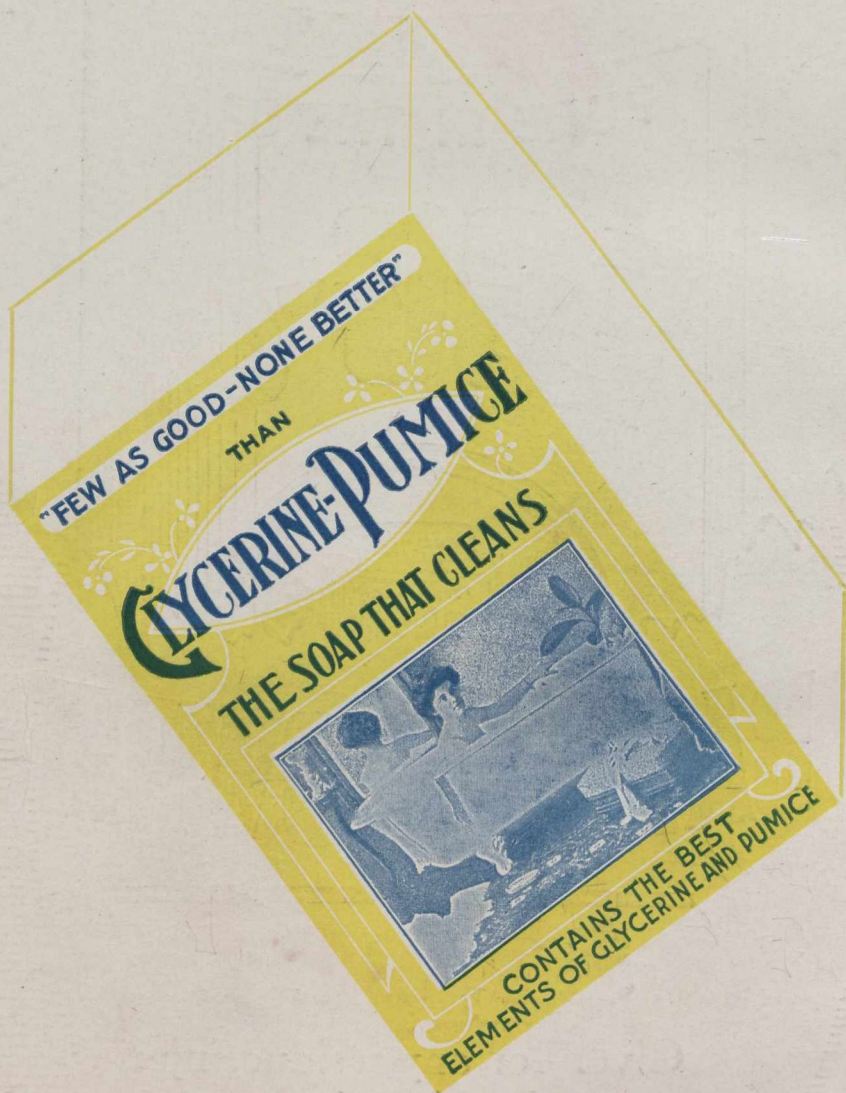 "FEW AS GOOD-NONE BETTER"
THAN
GLYCERINE-PUMICE
THE SOAP THAT CLEANS
CONTAINS THE BEST
ELEMENTS OF GLYCERINE AND PUMICE